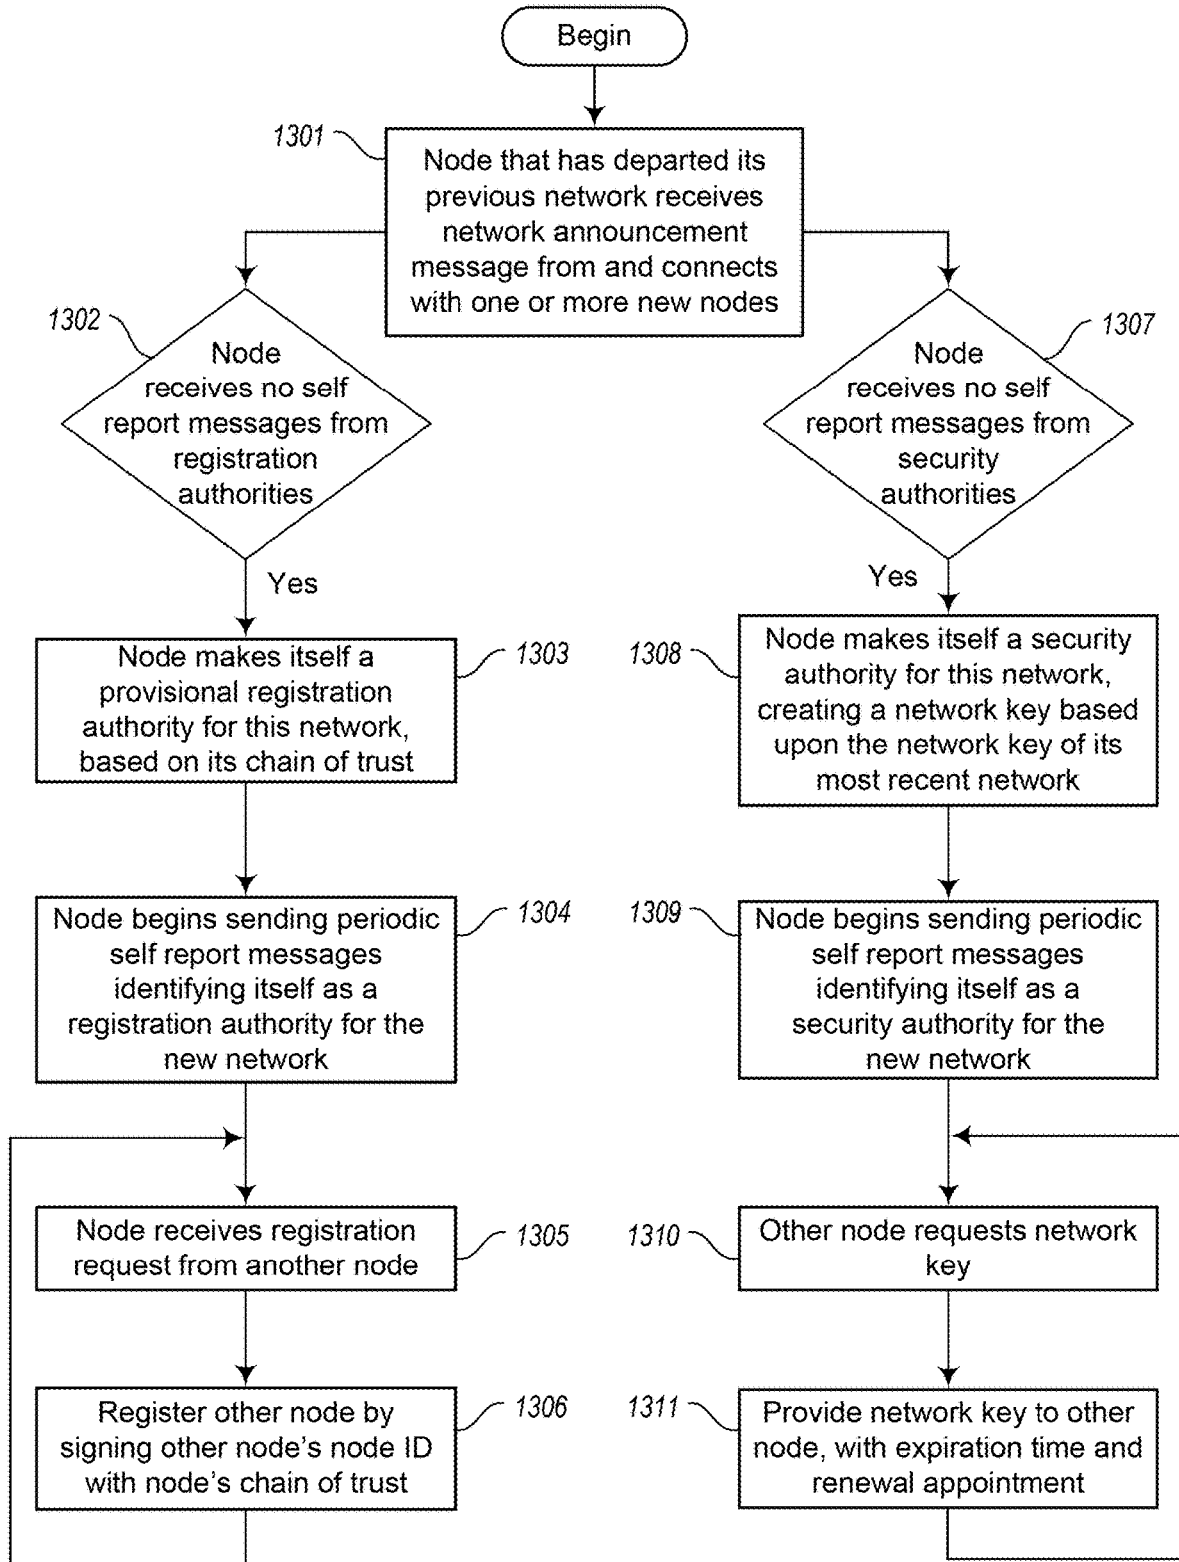 Begin
1301
Node that has departed its
previous network receives
network announcement
message from and connects
with one or more new nodes
1302
Node
receives no self
report messages from
registration
authorities
Yes
1303
Node makes itself a
provisional registration
authority for this network,
based on its chain of trust
1304
Node begins sending periodic
self report messages
identifying itself as a
registration authority for the
new network
1305
Node receives registration
request from another node
1306
Register other node by
signing other node's node ID
with node's chain of trust
1307
Node
receives no self
report messages from
security
authorities
Yes
1308
Node makes itself a security
authority for this network,
creating a network key based
upon the network key of its
most recent network
1309
Node begins sending periodic
self report messages
identifying itself as a
security authority for the
new network
1310
Other node requests network
key
1311
Provide network key to other
node, with expiration time and
renewal appointment